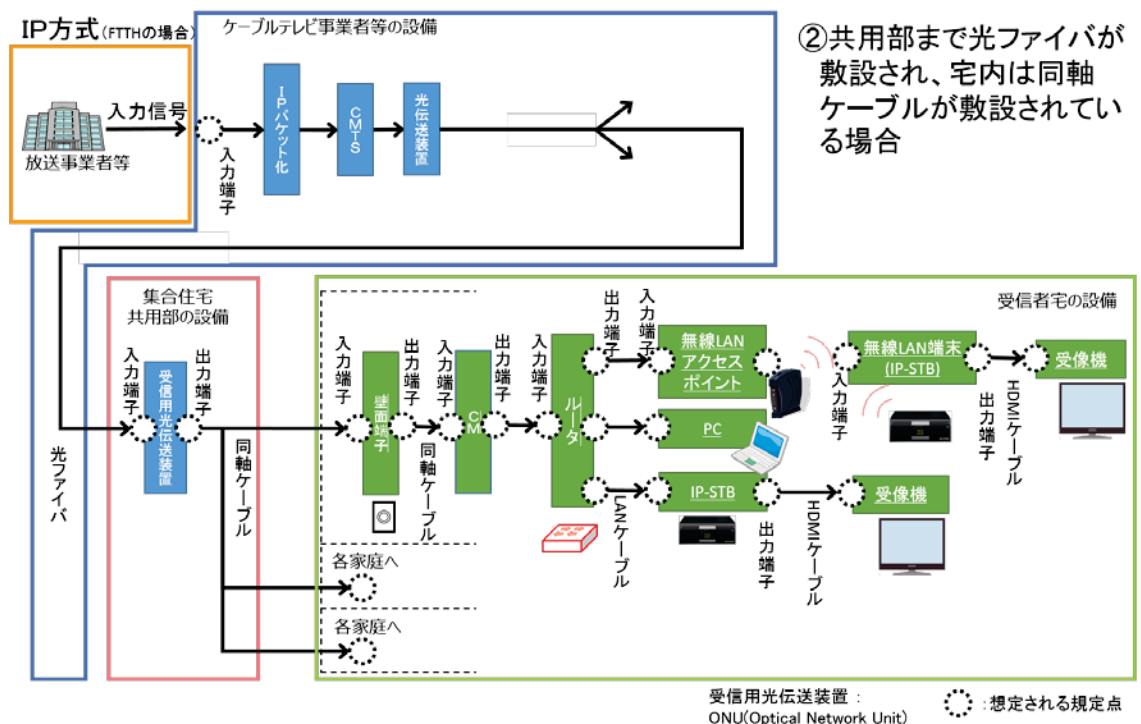 IP方式(FTTHの場合)
ケーブルテレビ事業者等の設備
②共用部まで光ファイバが
敷設され、宅内は同軸
ケーブルが敷設されてい
る場合
入力信号
放送事業者等
入力端子
IPパケット化
CMTS
光伝送装置
集合住宅
共用部の設備
受信者宅の設備
光ファイバ
入力端子
受信用光伝送装置
出力端子
同軸ケーブル
入力端子
壁面端子
出力端子
同軸ケーブル
入力端子
CM
出力端子
入力端子
ルータ
出力端子
入力端子
無線LAN
アクセス
ポイント
入力端子
無線LAN端末
(IP-STB)
出力端子
HDMIケーブル
受像機
PC
LANケーブル
IP-STB
出力端子
HDMIケーブル
受像機
各家庭へ
各家庭へ
受信用光伝送装置:
ONU(Optical Network Unit)
:想定される規定点